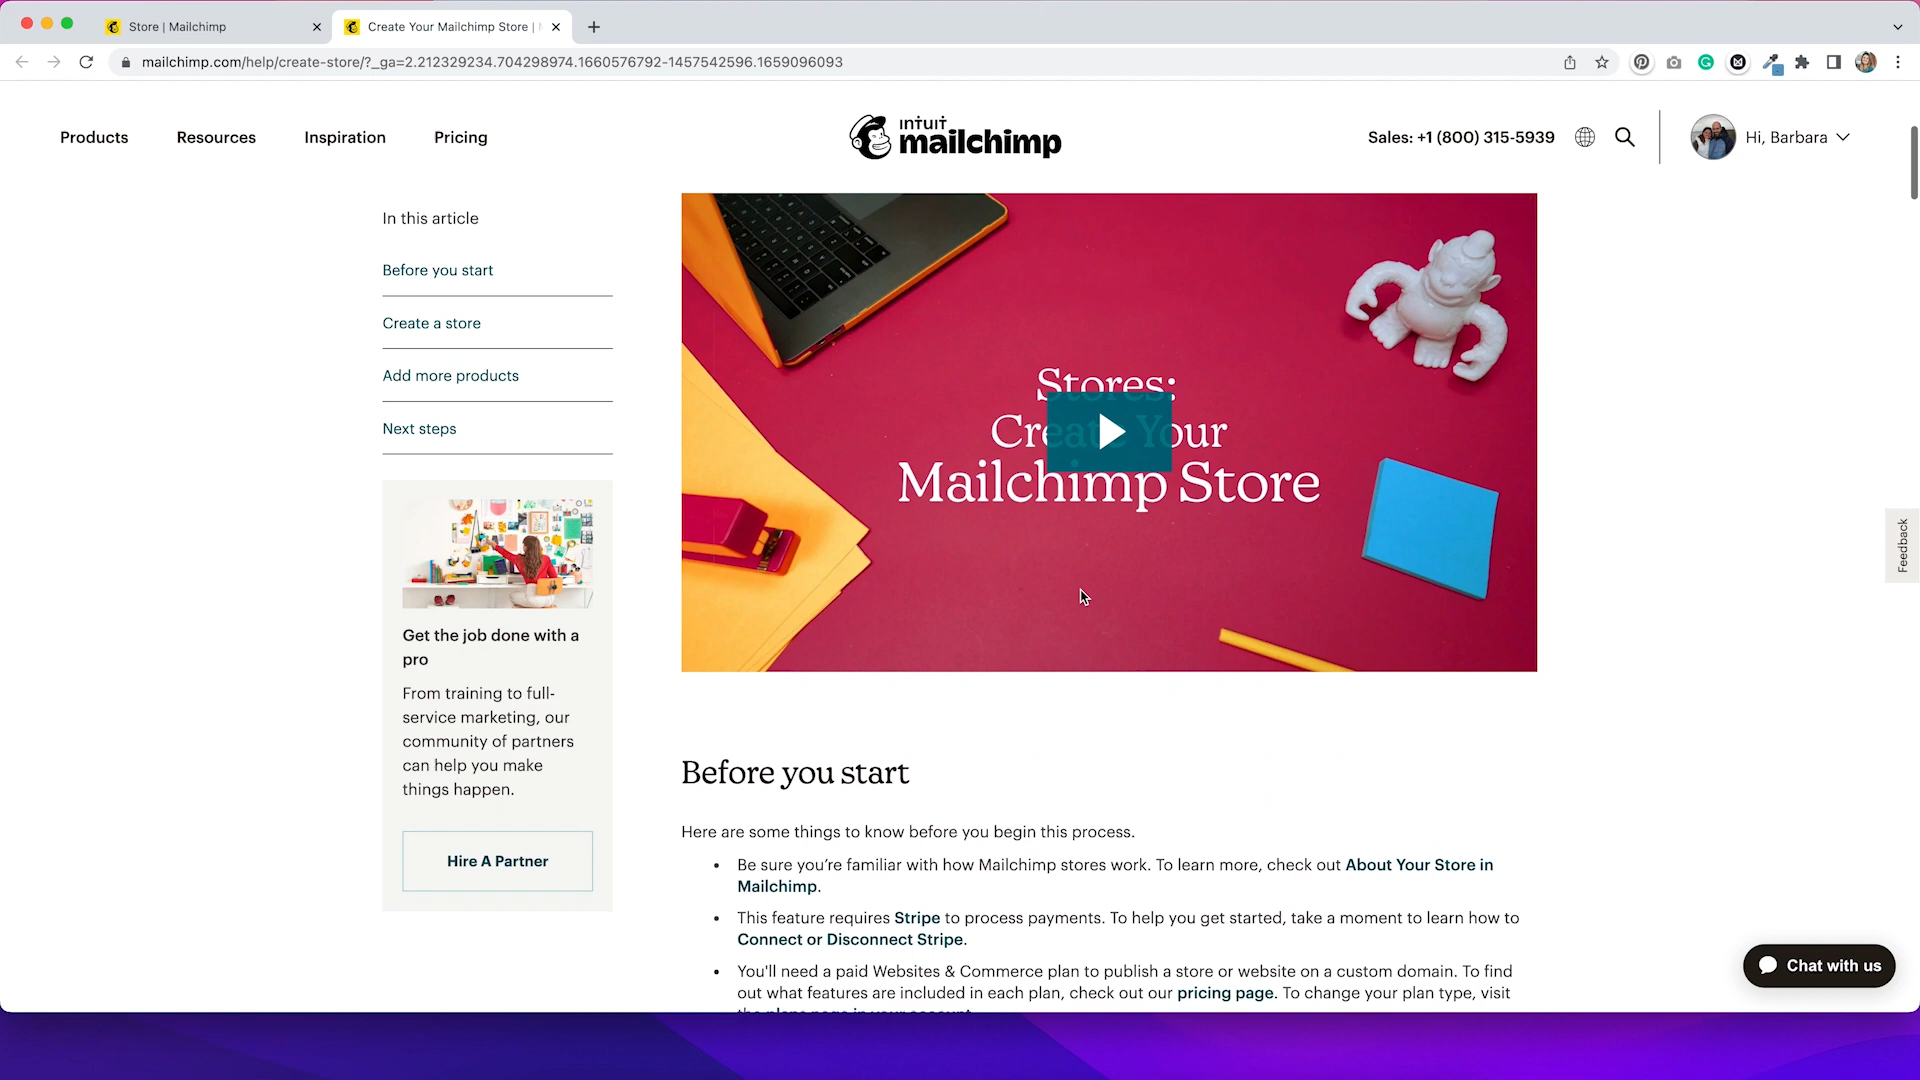 Store | Mailchimp
Create Your Mailchimp Store |
mailchimp.com/help/create-store/?_ga=2.212329234.704298974.1660576792-1457542596.1659096093
Products
Resources
Inspiration
Pricing
intuit
mailchimp
Sales: +1 (800) 315-5939
Hi, Barbara
In this article
Before you start
Create a store
Add more products
Next steps
Get the job done with a
pro
From training to full-
service marketing, our
community of partners
can help you make
things happen.
Hire A Partner
Stores:
Create Your
Mailchimp Store
Before you start
Here are some things to know before you begin this process.
• Be sure you’re familiar with how Mailchimp stores work. To learn more, check out About Your Store in
Mailchimp.
• This feature requires Stripe to process payments. To help you get started, take a moment to learn how to
Connect or Disconnect Stripe.
• You'll need a paid Websites & Commerce plan to publish a store or website on a custom domain. To find
out what features are included in each plan, check out our pricing page. To change your plan type, visit
the plans page in your account.
Feedback
Chat with us